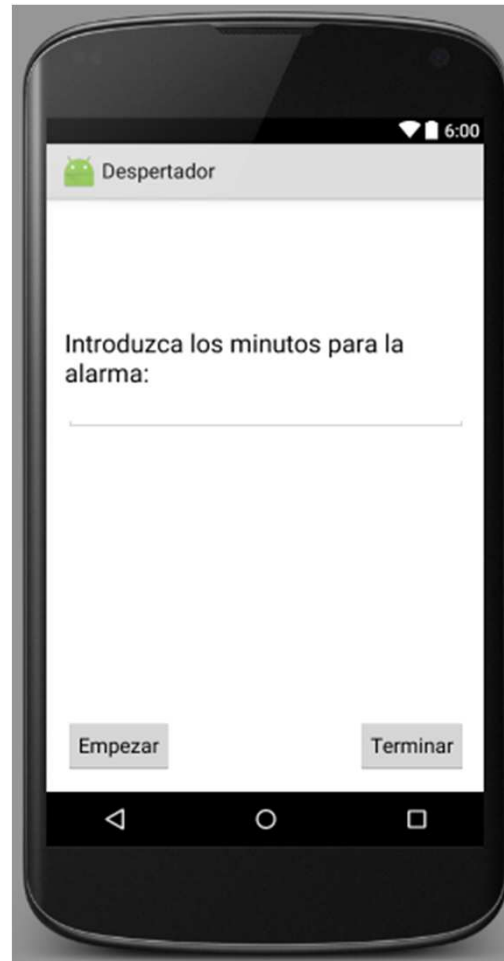 6:00
Despertador
Introduzca los minutos para la
alarma:
Empezar
Terminar